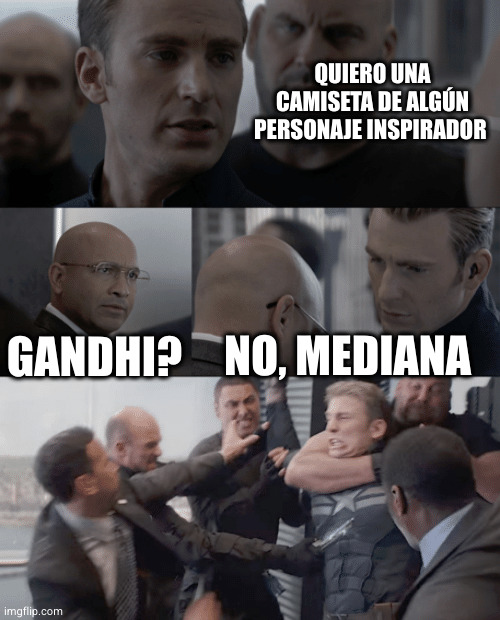 QUIERO UNA
CAMISETA DE ALGÚN
PERSONAJE INSPIRADOR
GANDHI?
NO, MEDIANA
imgflip.com